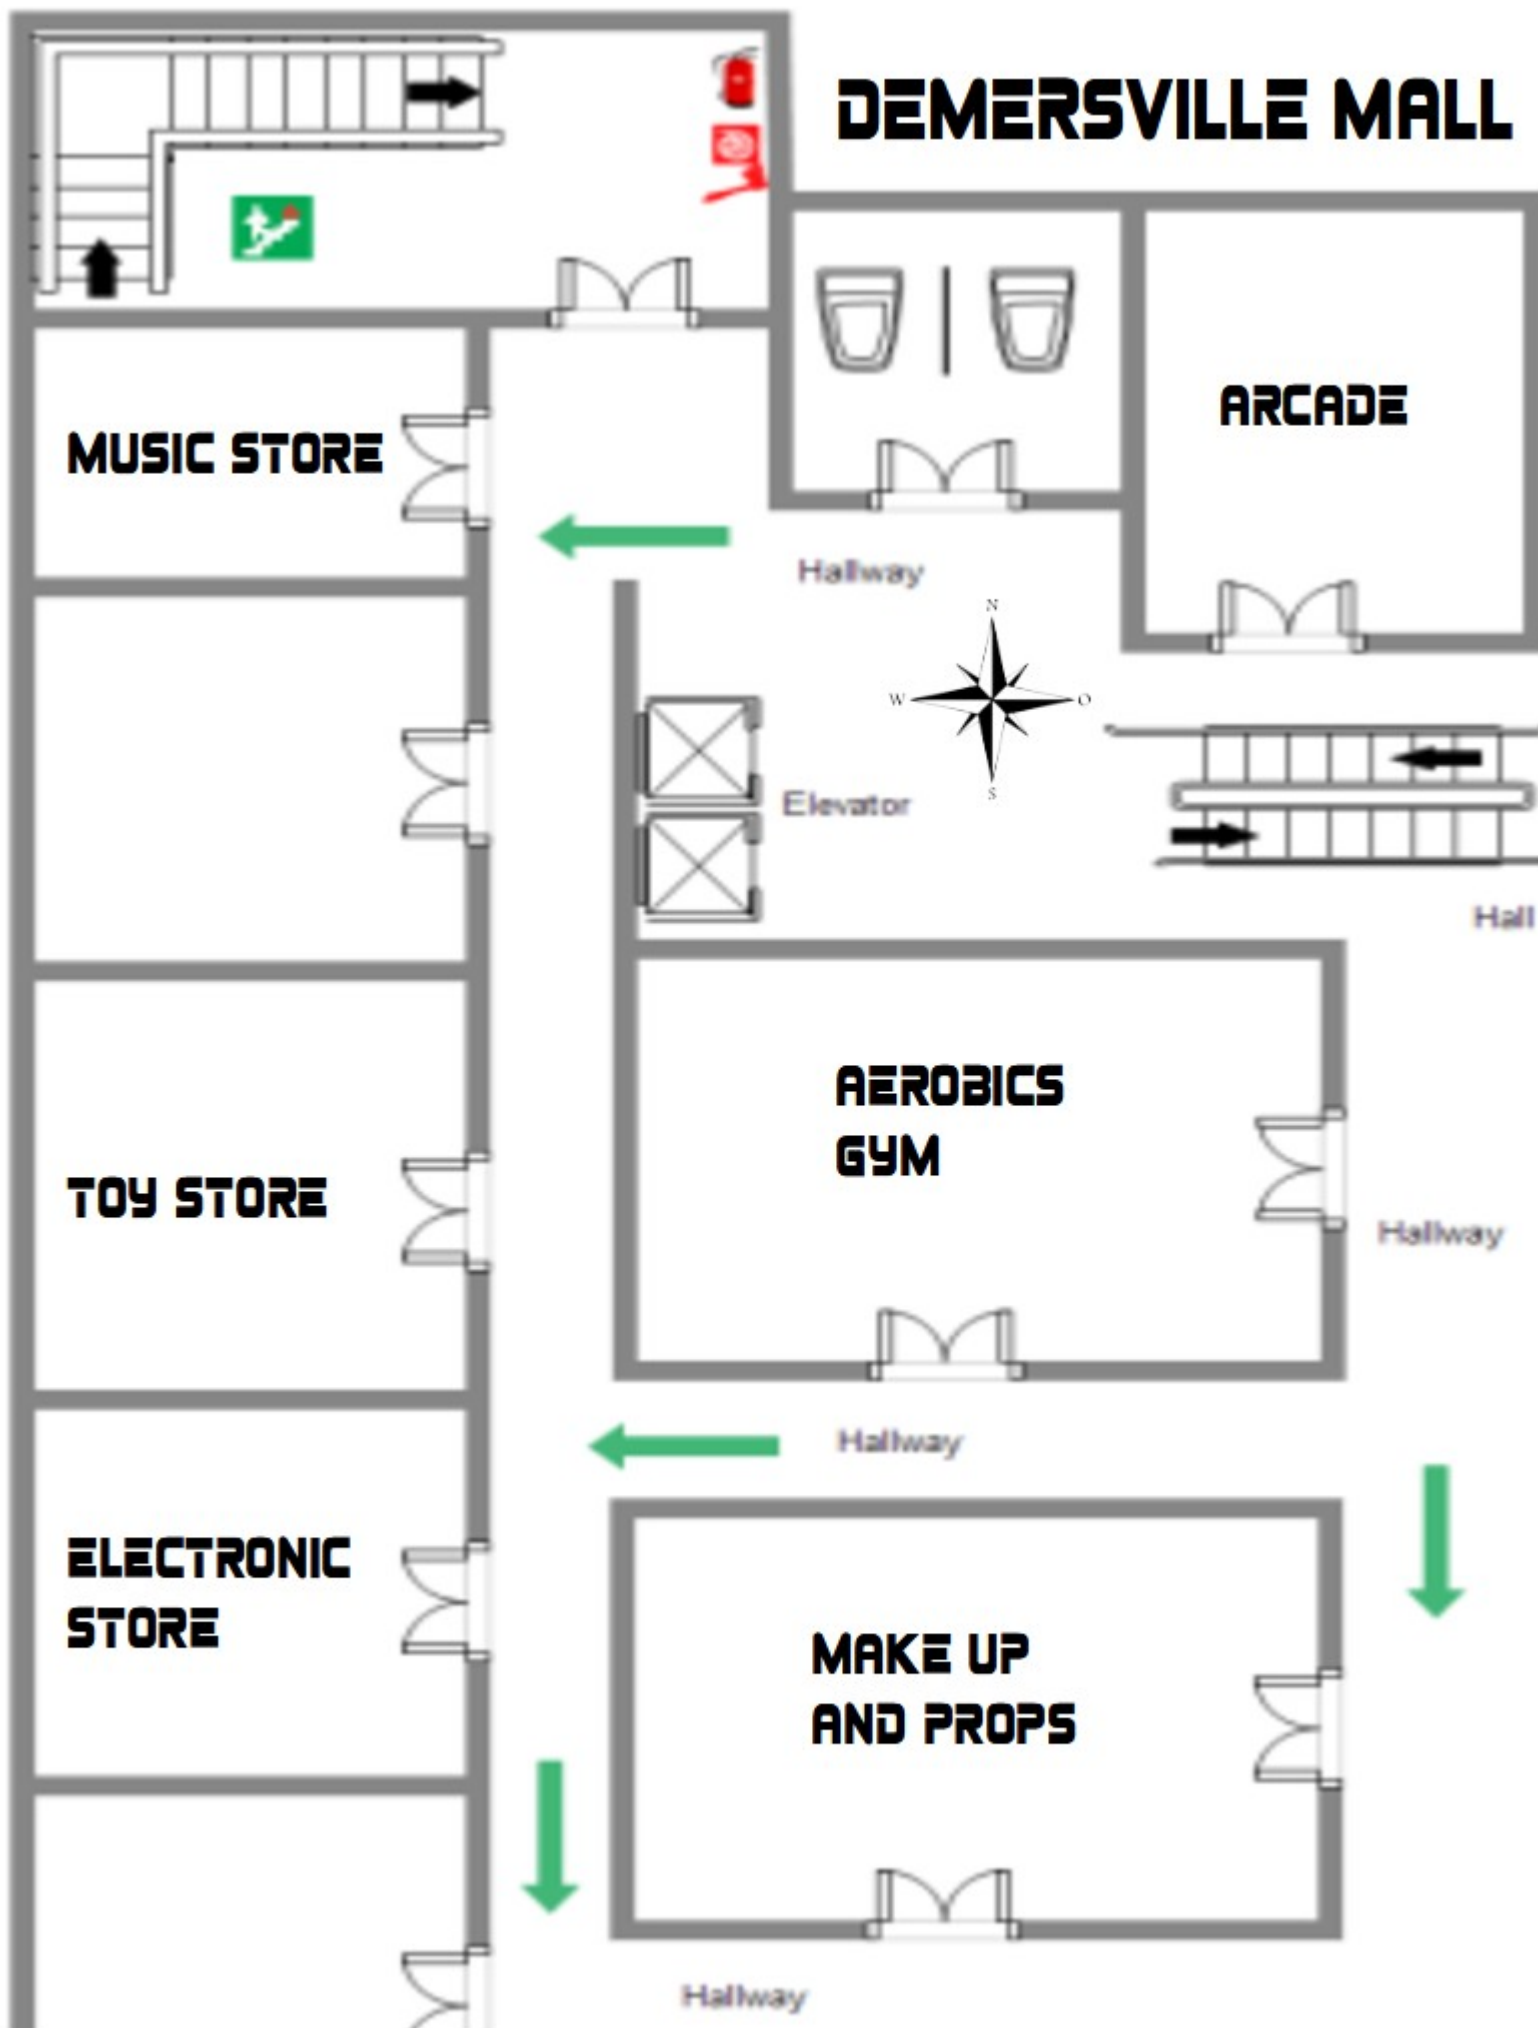 DEMERSVILLE MALL
ARCADE
MUSIC STORE
Hallway
N
W
O
S
Elevator
Hall
AEROBICS
GYM
TOY STORE
Hallway
Hallway
ELECTRONIC
STORE
MAKE UP
AND PROPS
Hallway